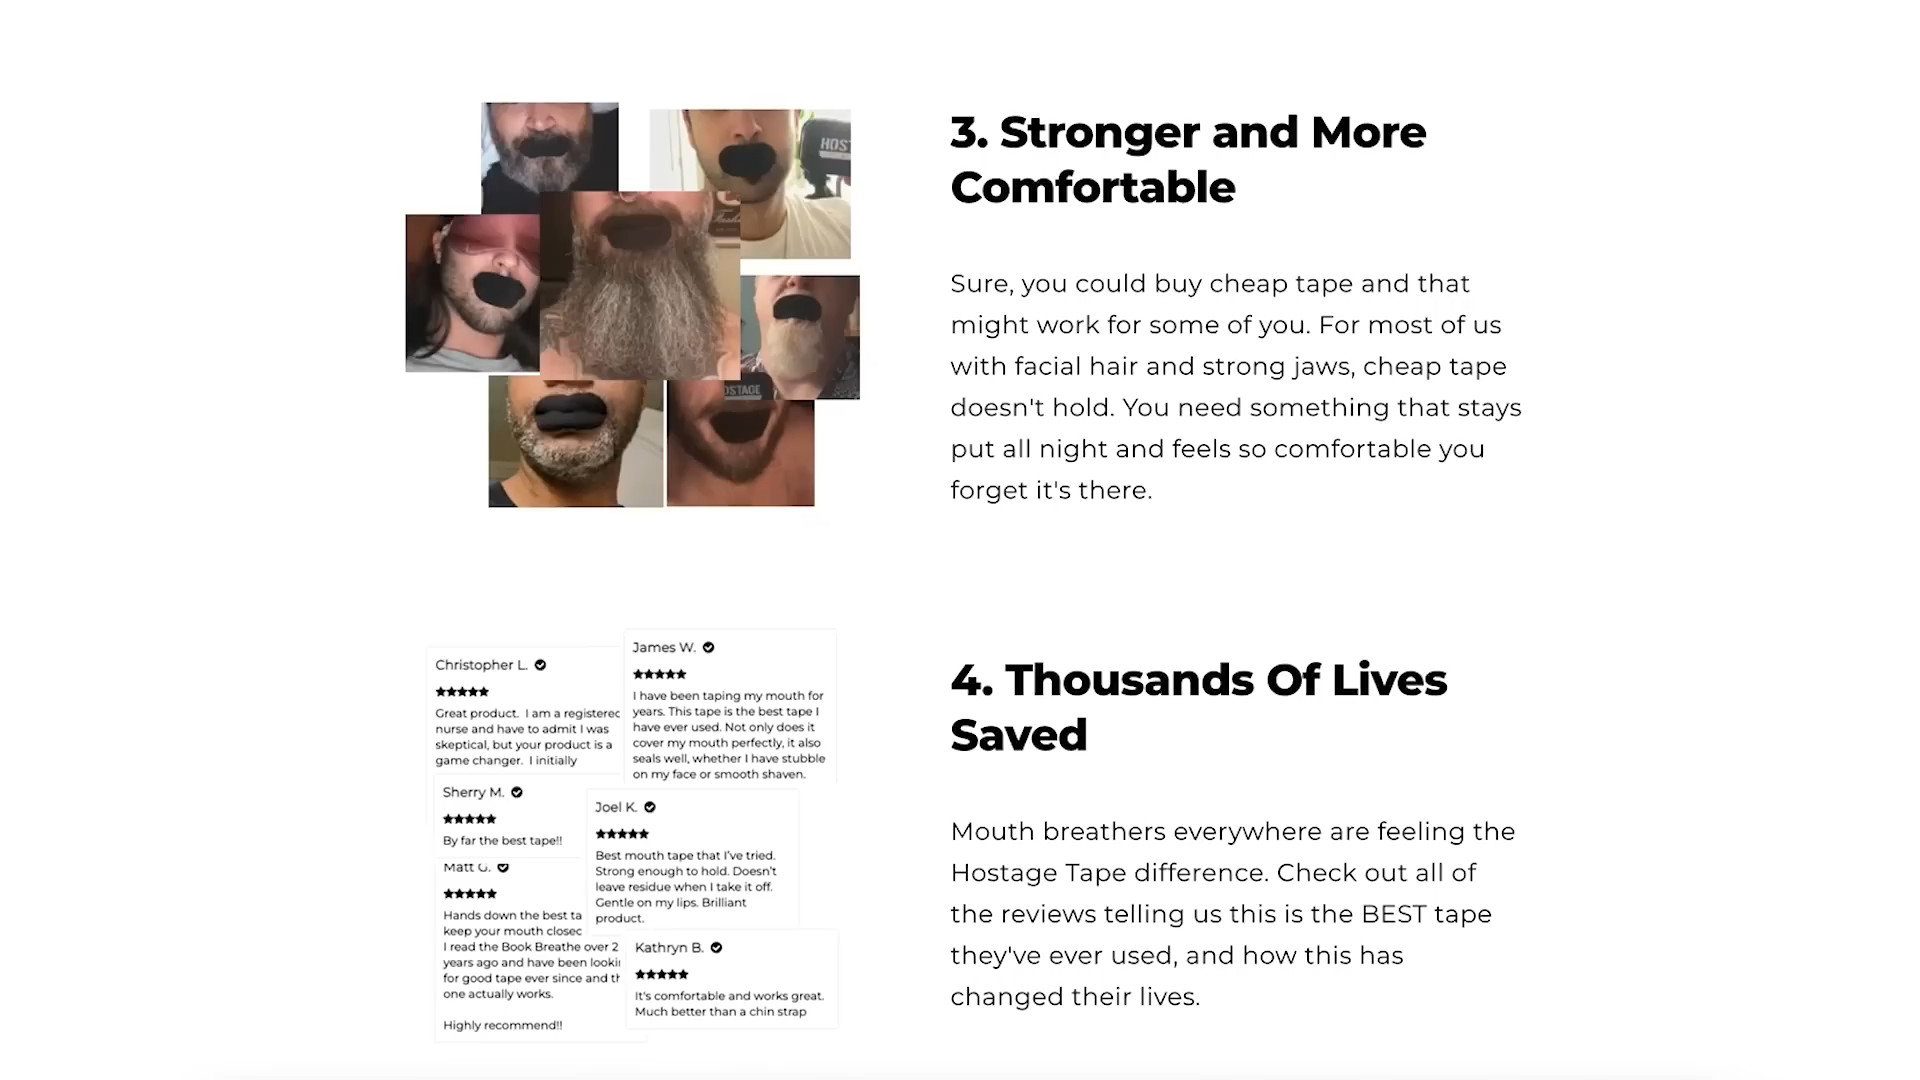 3. Stronger and More
Comfortable
Sure, you could buy cheap tape and that
might work for some of you. For most of us
with facial hair and strong jaws, cheap tape
doesn't hold. You need something that stays
put all night and feels so comfortable you
forget it's there.
HOST
OSTAGE
Christopher L.
Great product. I am a registered
nurse and have to admit I was
skeptical, but your product is a
game changer. I initially
James W.
I have been taping my mouth for
years. This tape is the best tape I
have ever used. Not only does it
cover my mouth perfectly, it also
seals well, whether I have stubble
on my face or smooth shaven.
Sherry M.
By far the best tape!!
Joel K.
Best mouth tape that I've tried.
Strong enough to hold. Doesn't
leave residue when I take it off.
Gentle on my lips. Brilliant
product.
Matt G.
Hands down the best ta
keep your mouth closed
I read the Book Breathe over 2
years ago and have been looki
for good tape ever since and th
one actually works.
Highly recommend!!
Kathryn B.
It's comfortable and works great.
Much better than a chin strap
4. Thousands Of Lives
Saved
Mouth breathers everywhere are feeling the
Hostage Tape difference. Check out all of
the reviews telling us this is the BEST tape
they've ever used, and how this has
changed their lives.